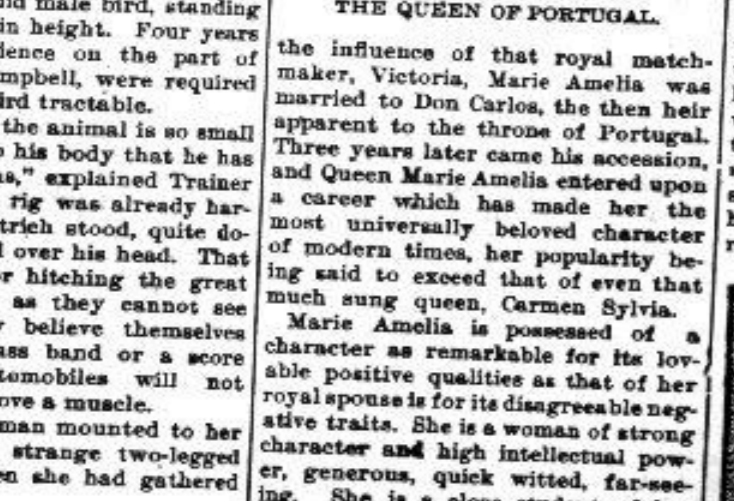 male bird, standing
in height. Four years
on the part of
were required
tractable.
the animal is so small
his body that he has
explained Trainer
rig was already har-
stood, quite do-
over his head. That
hitching the great
as they cannot see
believe themselves
band or a score
will not
a muscle.
man mounted to her
strange two-legged
she had gathered
THE QUEEN OF PORTUGAL.
the influence of that royal match-
maker, Victoria, Marie Amelia was
married to Don Carlos, the then heir
apparent to the throne of Portugal.
Three years later came his accession,
and Queen Marie Amelia entered upon
a career which has made her the
most universally beloved character
of modern times, her popularity be-
ing said to exceed that of even that
much sung queen, Carmen Sylvia.
Marie Amelia is possessed of a
character as remarkable for its lov-
able positive qualities as that of her
royal spouse is for its disagreeable neg-
ative traits. She is a woman of strong
character and high intellectual pow-
er, generous, quick witted, far-see-
ing. She is a close